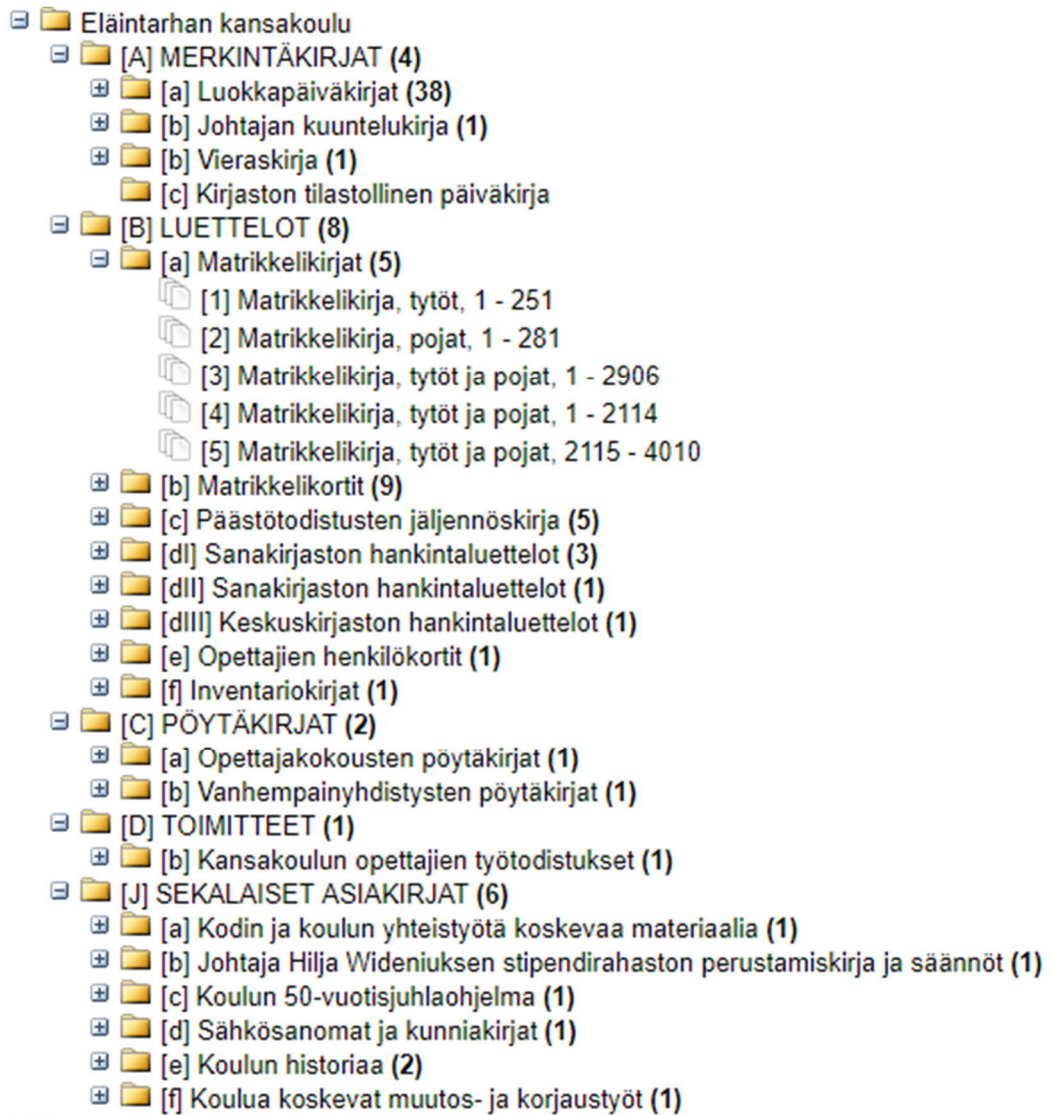 Eläintarhan kansakoulu
[A] MERKINTÄKIRJAT (4)
[a] Luokkapäiväkirjat (38)
[b] Johtajan kuuntelukirja (1)
[b] Vieraskirja (1)
[c] Kirjaston tilastollinen päiväkirja
[B] LUETTELOT (8)
[a] Matrikkelikirjat (5)
[1] Matrikkelikirja, tytöt, 1 - 251
[2] Matrikkelikirja, pojat, 1 - 281
[3] Matrikkelikirja, tytöt ja pojat, 1 - 2906
[4] Matrikkelikirja, tytöt ja pojat, 1 - 2114
[5] Matrikkelikirja, tytöt ja pojat, 2115 - 4010
[b] Matrikkelikortit (9)
[c] Päästötodistusten jäljennöskirja (5)
[dI] Sanakirjaston hankintaluettelot (3)
[dII] Sanakirjaston hankintaluettelot (1)
[dIII] Keskuskirjaston hankintaluettelot (1)
[e] Opettajien henkilökortit (1)
[f] Inventariokirjat (1)
[C] PÖYTÄKIRJAT (2)
[a] Opettajakokousten pöytäkirjat (1)
[b] Vanhempainyhdistysten pöytäkirjat (1)
[D] TOIMITTEET (1)
[b] Kansakoulun opettajien työtodistukset (1)
[J] SEKALAISET ASIAKIRJAT (6)
[a] Kodin ja koulun yhteistyötä koskevaa materiaalia (1)
[b] Johtaja Hilja Wideniuksen stipendirahaston perustamiskirja ja säännöt (1)
[c] Koulun 50-vuotisjuhlaohjelma (1)
[d] Sähkösanomat ja kunniakirjat (1)
[e] Koulun historiaa (2)
[f] Koulua koskevat muutos- ja korjaustyöt (1)